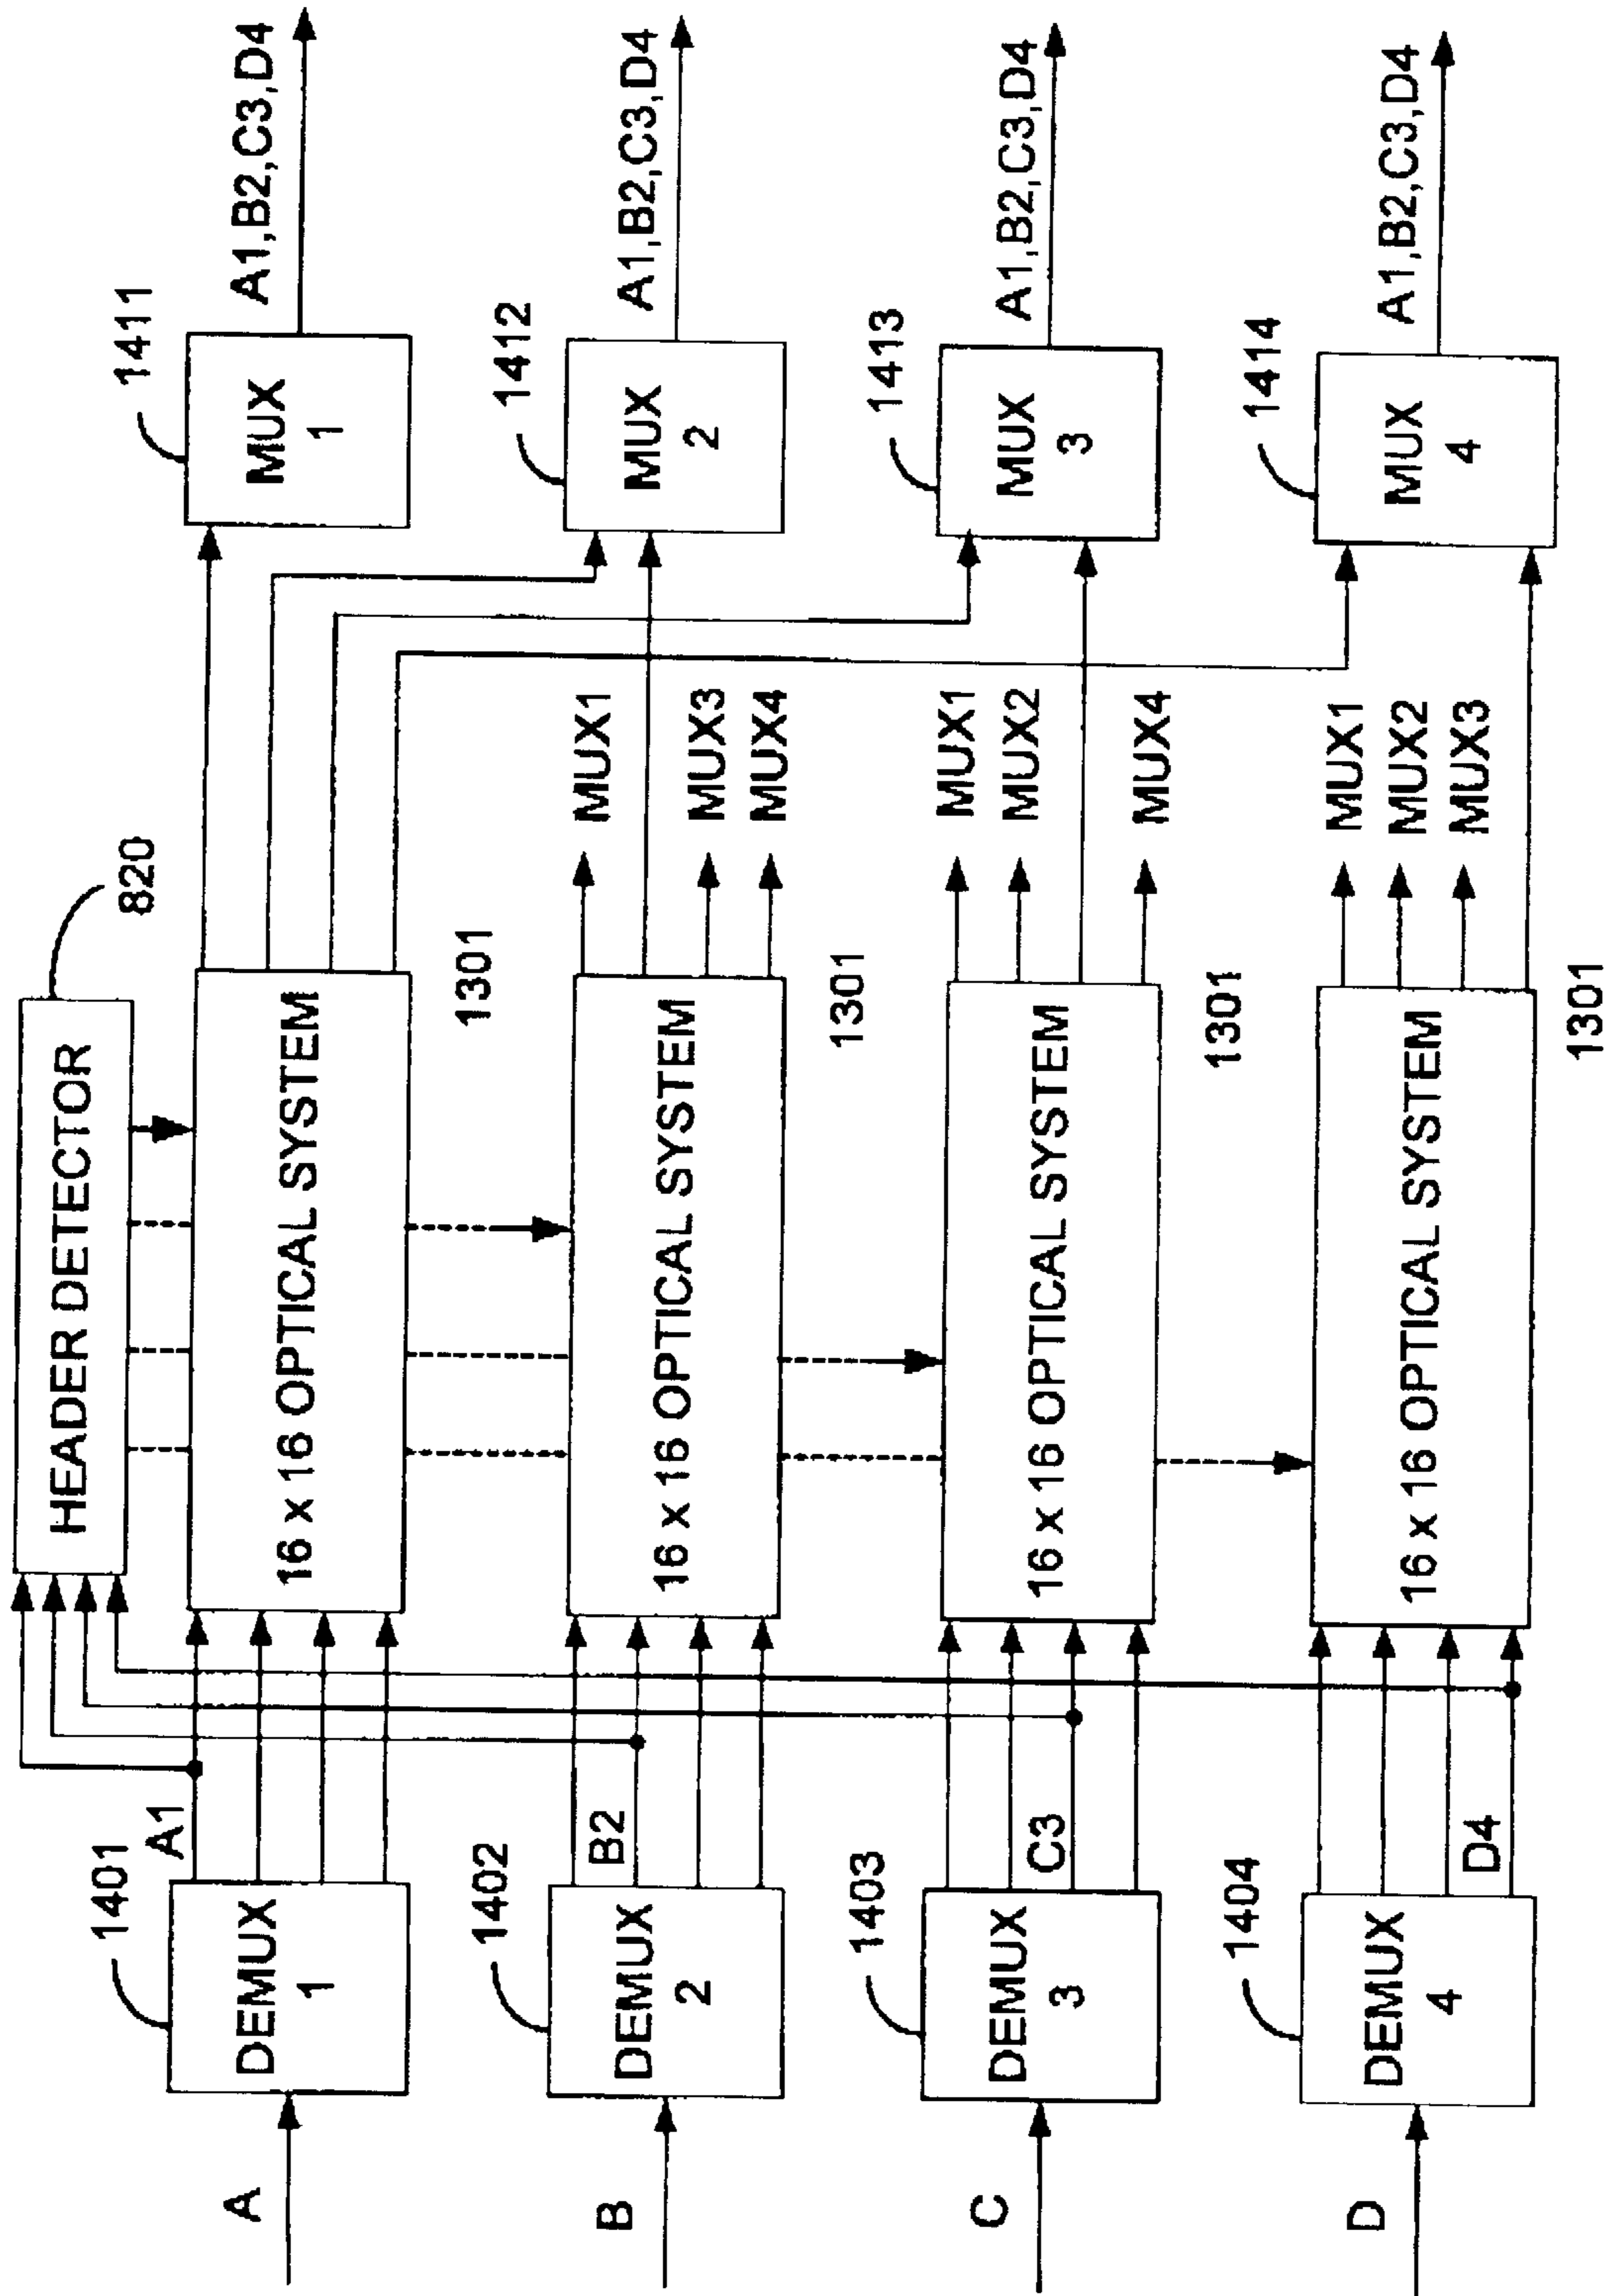 HEADER DETECTOR
820
A
1401
DEMUX
1
A1
16 x 16 OPTICAL SYSTEM
1301
1411
MUX
1
A1,B2,C3,D4
B
1402
DEMUX
2
B2
16 x 16 OPTICAL SYSTEM
1301
MUX1
MUX3
MUX4
1412
MUX
2
A1,B2,C3,D4
C
1403
DEMUX
3
C3
16 x 16 OPTICAL SYSTEM
1301
MUX1
MUX2
MUX4
1413
MUX
3
A1,B2,C3,D4
D
1404
DEMUX
4
D4
16 x 16 OPTICAL SYSTEM
1301
MUX1
MUX2
MUX3
1414
MUX
4
A1,B2,C3,D4